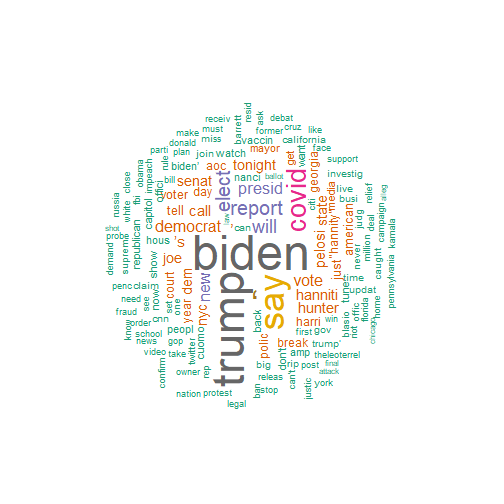 receiv
resid
ask
debat
make
must
barrett
former
cruz
like
donald
miss
vaccin
california
parti
plan
join
watch
mayor
want
face
rule
biden'
aoc
tonight
get
georgia
support
obama
bill
senat
nanci
ballot
investig
impeach
offici
voter
day
elect
presid
covid
citi
live
relief
alleg
russia
close
fbi
capitol
tell
call
report
state
media
busi
campaign
white
republican
democrat
will
can
pelosi
"hannity"
american
judg
deal
kamala
supreme
hous
's
biden
just
never
million
pennsylvania
demand
probe
show
joe
trump
say
vote
tune
caught
shot
now
court
year
dem
new
hanniti
updat
home
penc
claim
hunter
time
florida
need
see
set
nyc
back
harri
win
blasio
offic
chicago
fraud
order
one
cnn
peopl
cuomo
polic
first
gov
not
know
school
gop
twitter
break
trump'
news
don't
amp
theleoterrel
video
take
rep
big
rip
post
final
attack
confirm
owner
releas
can't
justic
york
nation
protest
ban
stop
legal
law